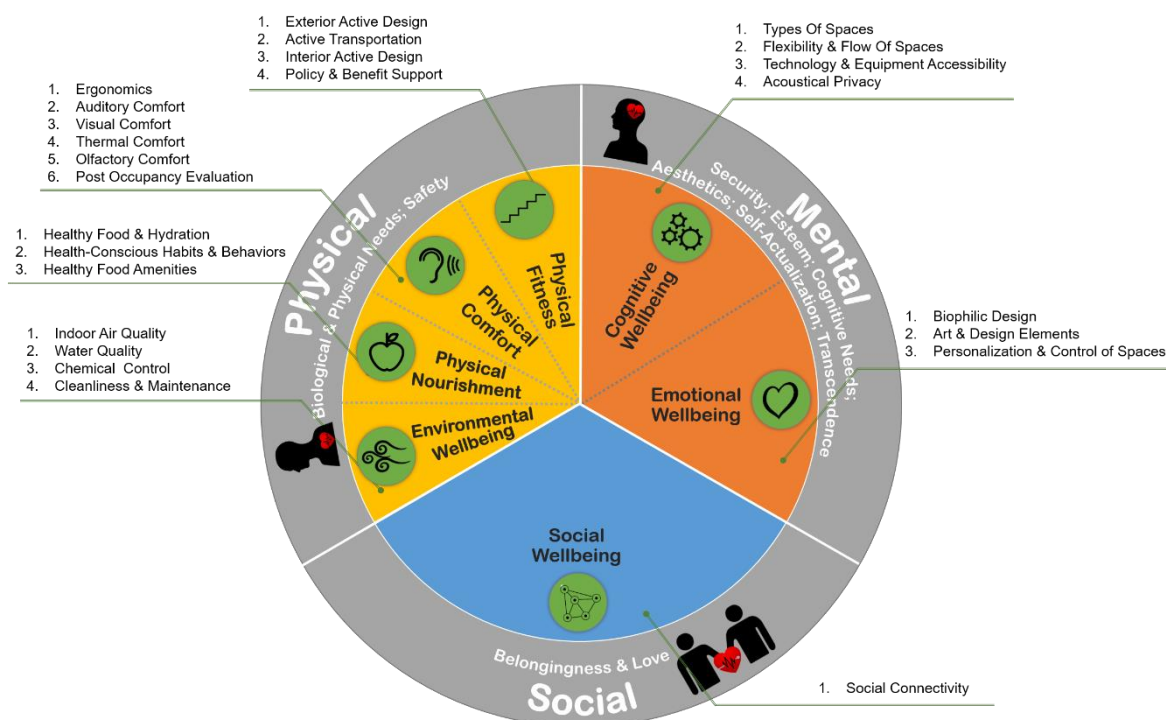 1. Exterior Active Design
2. Active Transportation
3. Interior Active Design
4. Policy & Benefit Support
1. Types Of Spaces
2. Flexibility & Flow Of Spaces
3. Technology & Equipment Accessibility
4. Acoustical Privacy
1. Ergonomics
2. Auditory Comfort
3. Visual Comfort
4. Thermal Comfort
5. Olfactory Comfort
6. Post Occupancy Evaluation
1. Healthy Food & Hydration
2. Health-Conscious Habits & Behaviors
3. Healthy Food Amenities
1. Indoor Air Quality
2. Water Quality
3. Chemical Control
4. Cleanliness & Maintenance
Physical
Biological & Physical Needs; Safety
Physical
Fitness
Physical
Comfort
Physical
Nourishment
Environmental
Wellbeing
Mental
Security; Esteem; Cognitive Needs;
Aesthetics; Self-Actualization; Transcendence
Cognitive
Wellbeing
Emotional
Wellbeing
1. Biophilic Design
2. Art & Design Elements
3. Personalization & Control of Spaces
Social
Wellbeing
Belongingness & Love
Social
1. Social Connectivity